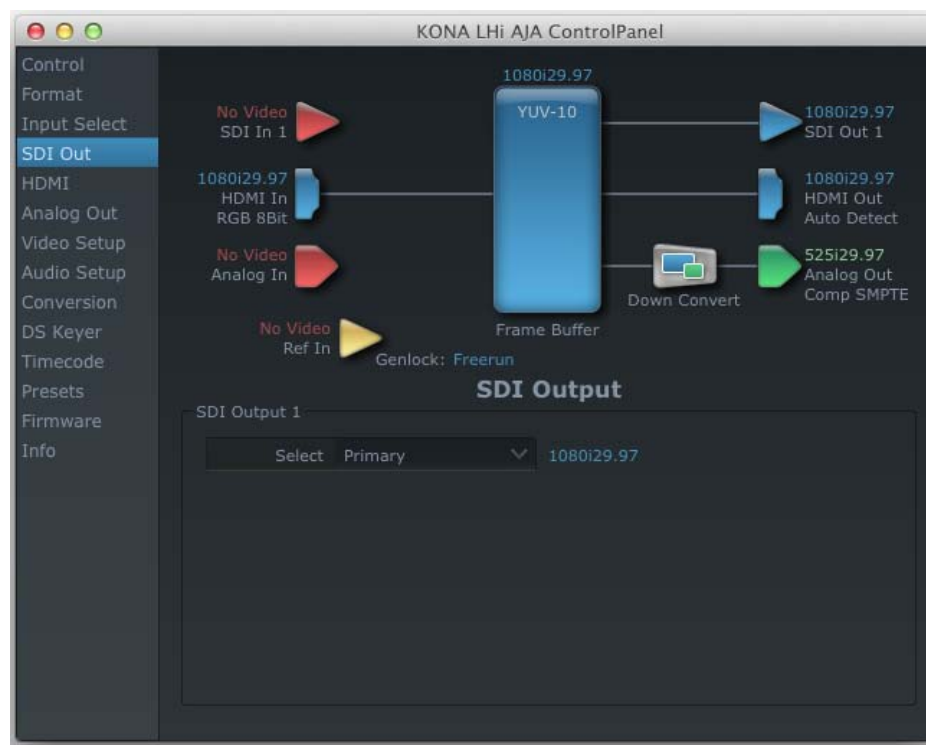 KONA LHi AJA ControlPanel
Control
Format
Input Select
SDI Out
HDMI
Analog Out
Video Setup
Audio Setup
Conversion
DS Keyer
Timecode
Presets
Firmware
Info
1080i29.97
YUV-10
Frame Buffer
No Video
SDI In 1
1080i29.97
HDMI In
RGB 8Bit
No Video
Analog In
No Video
Ref In
Genlock: Freerun
1080i29.97
SDI Out 1
1080i29.97
HDMI Out
Auto Detect
Down Convert
525i29.97
Analog Out
Comp SMPTE
SDI Output
SDI Output 1
Select Primary 1080i29.97